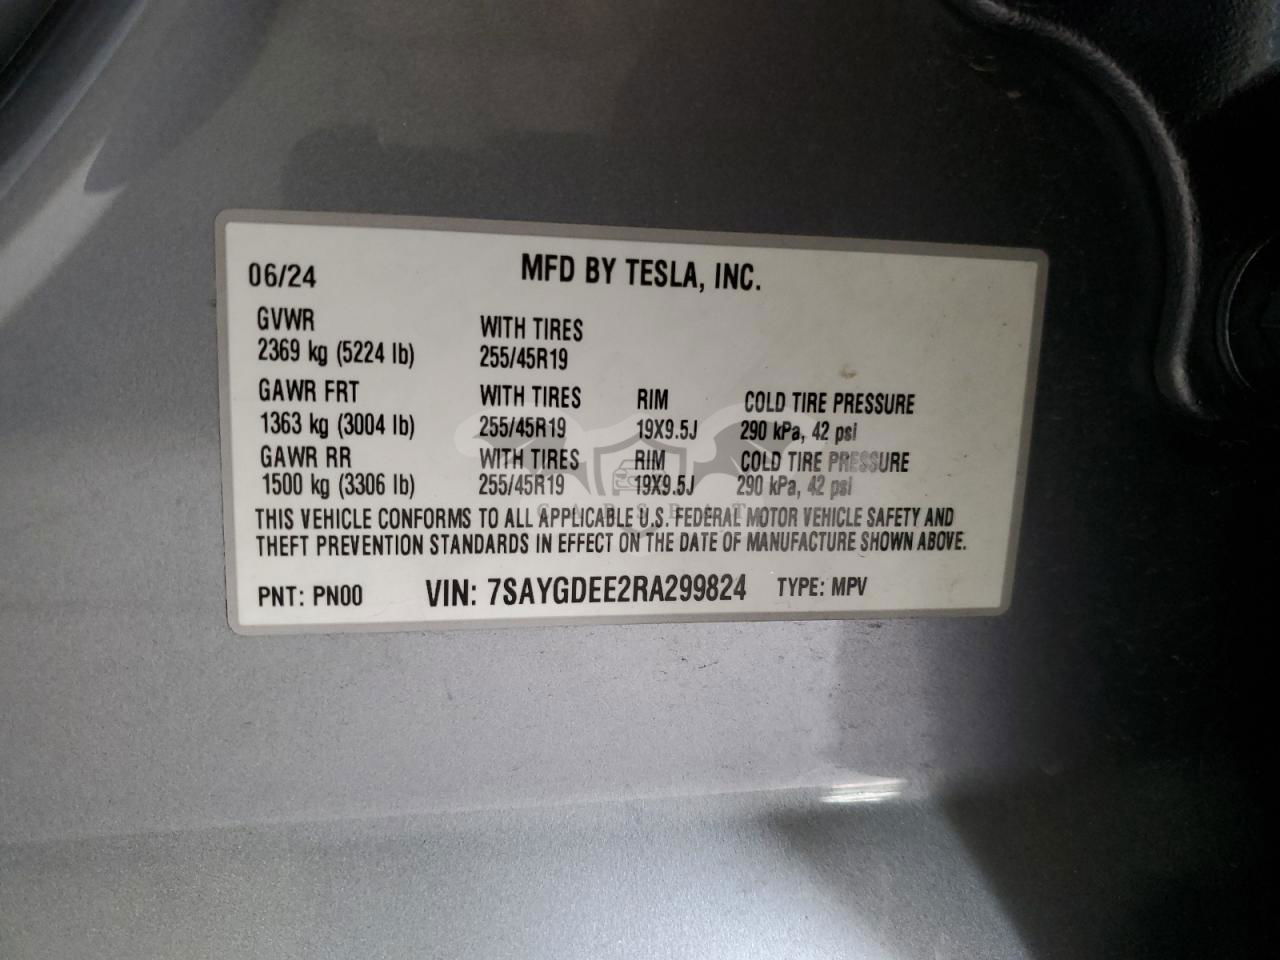 06/24 MFD BY TESLA, INC.
GVWR WITH TIRES
2369 kg (5224 lb) 255/45R19
GAWR FRT WITH TIRES RIM COLD TIRE PRESSURE
1363 kg (3004 lb) 255/45R19 19X9.5J 290 kPa, 42 psi
GAWR RR WITH TIRES RIM COLD TIRE PRESSURE
1500 kg (3306 lb) 255/45R19 19X9.5J 290 kPa, 42 psi
THIS VEHICLE CONFORMS TO ALL APPLICABLE U.S. FEDERAL MOTOR VEHICLE SAFETY AND
THEFT PREVENTION STANDARDS IN EFFECT ON THE DATE OF MANUFACTURE SHOWN ABOVE.
PNT: PN00 VIN: 7SAYGDEE2RA299824 TYPE: MPV